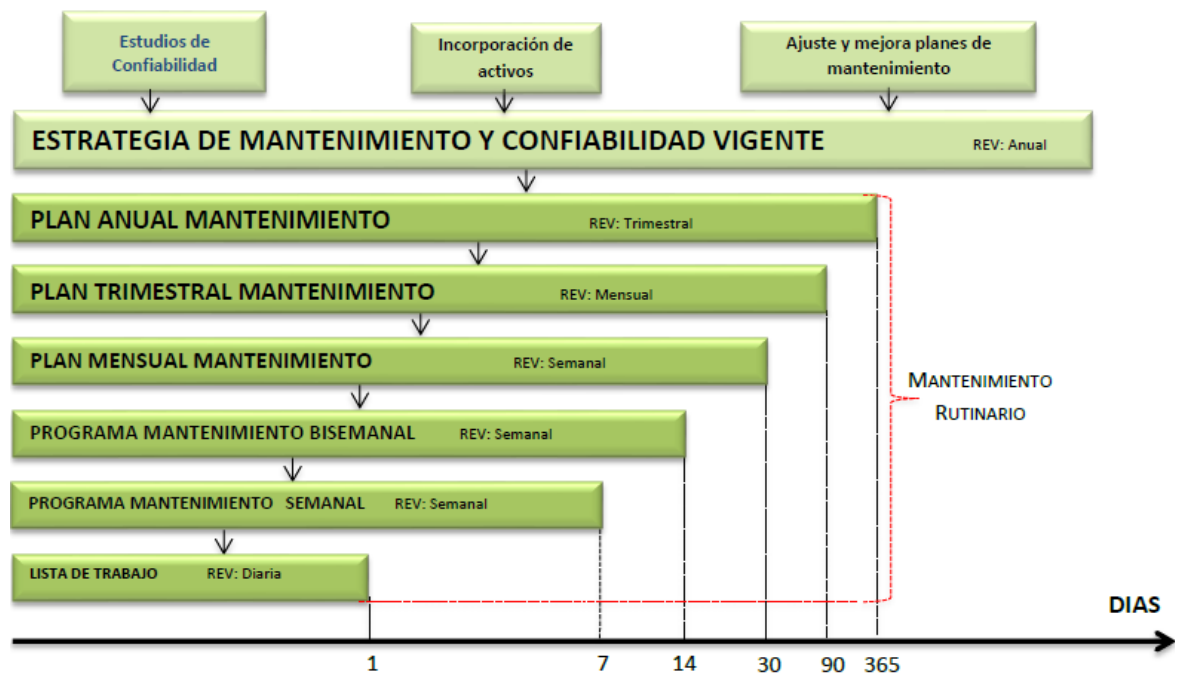 Estudios de
Confiabilidad
Incorporación de
activos
Ajuste y mejora planes de
mantenimiento
ESTRATEGIA DE MANTENIMIENTO Y CONFIABILIDAD VIGENTE REV: Anual
PLAN ANUAL MANTENIMIENTO REV: Trimestral
PLAN TRIMESTRAL MANTENIMIENTO REV: Mensual
PLAN MENSUAL MANTENIMIENTO REV: Semanal
MANTENIMIENTO
RUTINARIO
PROGRAMA MANTENIMIENTO BISEMANAL REV: Semanal
PROGRAMA MANTENIMIENTO SEMANAL REV: Semanal
LISTA DE TRABAJO REV: Diaria
DIAS
1 7 14 30 90 365